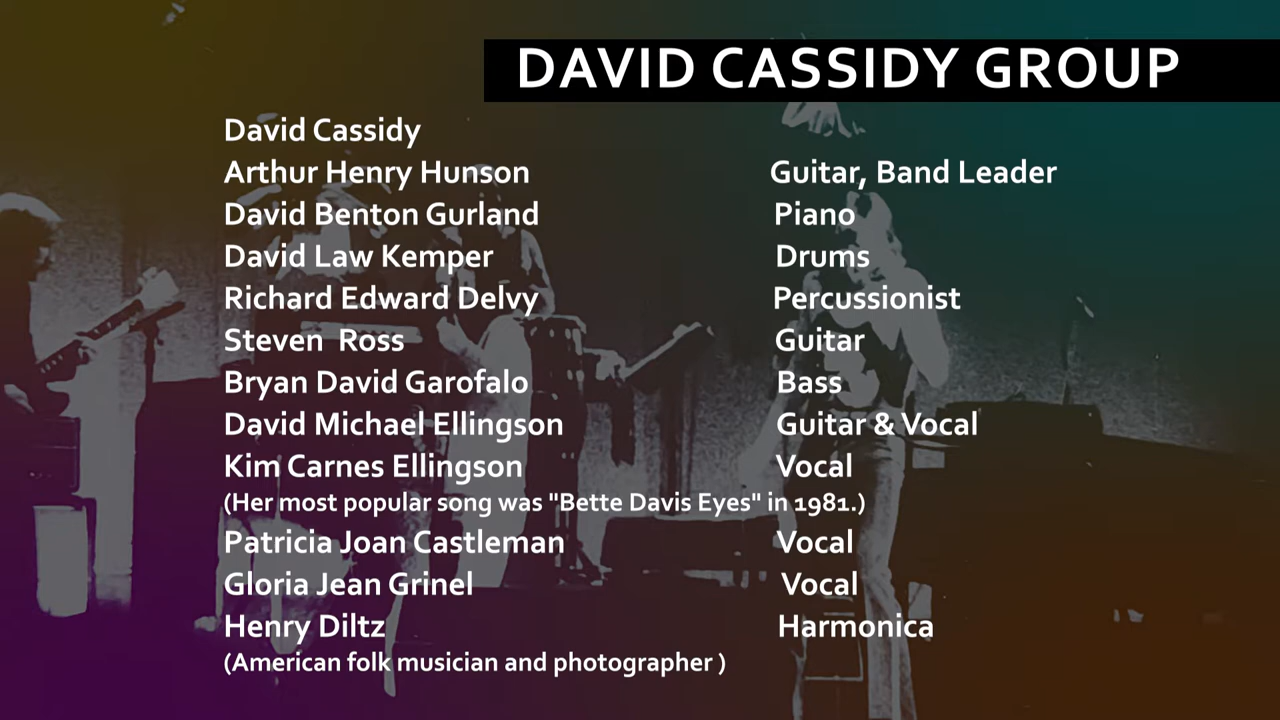 DAVID CASSIDY GROUP
David Cassidy
Arthur Henry Hunson Guitar, Band Leader
David Benton Gurland Piano
David Law Kemper Drums
Richard Edward Delvy Percussionist
Steven Ross Guitar
Bryan David Garofalo Bass
David Michael Ellingson Guitar & Vocal
Kim Carnes Ellingson Vocal
(Her most popular song was "Bette Davis Eyes" in 1981.)
Patricia Joan Castleman Vocal
Gloria Jean Grinel Vocal
Henry Diltz Harmonica
(American folk musician and photographer )